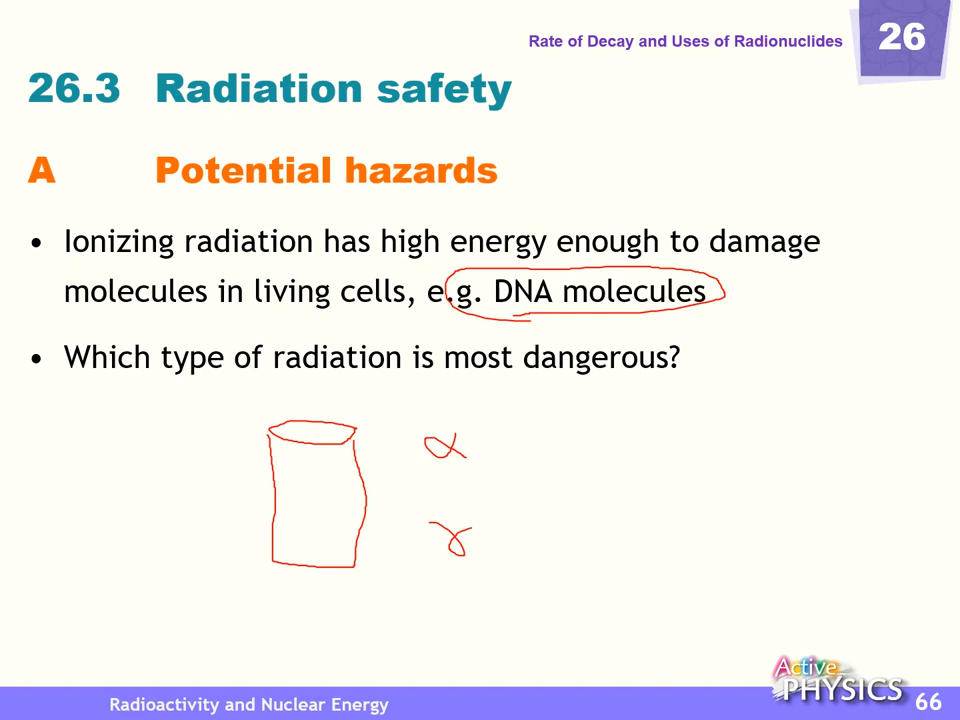 Rate of Decay and Uses of Radionuclides
26
26.3 Radiation safety
A Potential hazards
• Ionizing radiation has high energy enough to damage
molecules in living cells, e.g. DNA molecules
• Which type of radiation is most dangerous?
α
γ
Active
PHYSICS
Radioactivity and Nuclear Energy
66